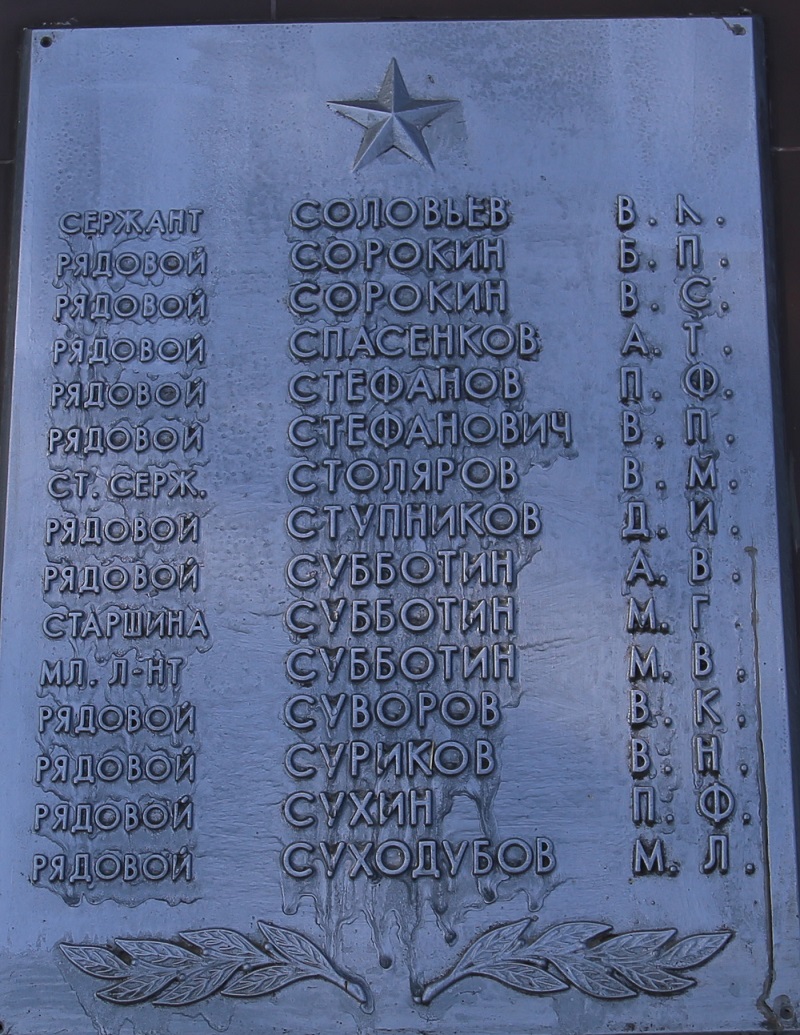 СЕРЖАНТ СОЛОВЬЕВ В. А.
РЯДОВОЙ СОРОКИН Б. П.
РЯДОВОЙ СОРОКИН В. С.
РЯДОВОЙ СПАСЕНКОВ А. Т.
РЯДОВОЙ СТЕФАНОВ П. Ф.
РЯДОВОЙ СТЕФАНОВИЧ В. П.
СТ. СЕРЖ. СТОЛЯРОВ В. М.
РЯДОВОЙ СТУПНИКОВ Д. И.
РЯДОВОЙ СУББОТИН А. В.
СТАРШИНА СУББОТИН М. Г.
МЛ. Л-НТ СУББОТИН М. В.
РЯДОВОЙ СУВОРОВ В. К.
РЯДОВОЙ СУРИКОВ В. Н.
РЯДОВОЙ СУХИН П. Ф.
РЯДОВОЙ СУХОДУБОВ М. Л.